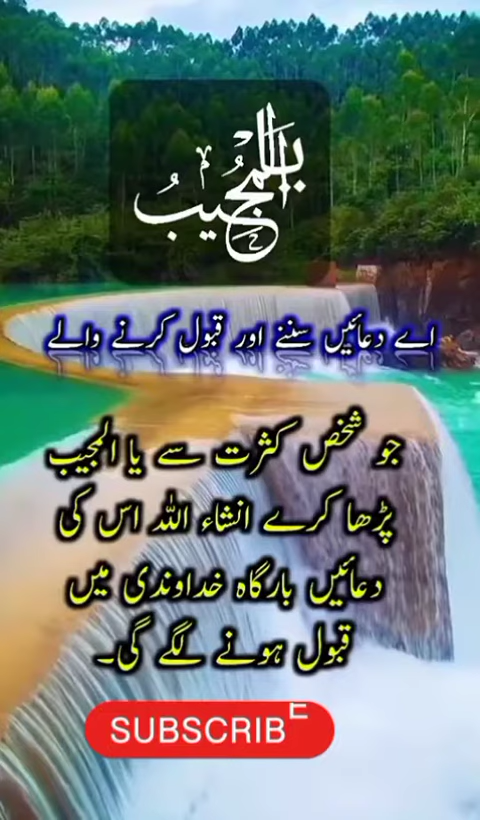 یا المجیبُ
اے دعائیں سننے اور قبول کرنے والے
جو شخص کثرت سے یا المجیب
پڑھا کرے انشاء اللہ اس کی
دعائیں بارگاہ خداوندی میں
قبول ہونے لگے گی۔
SUBSCRIBE